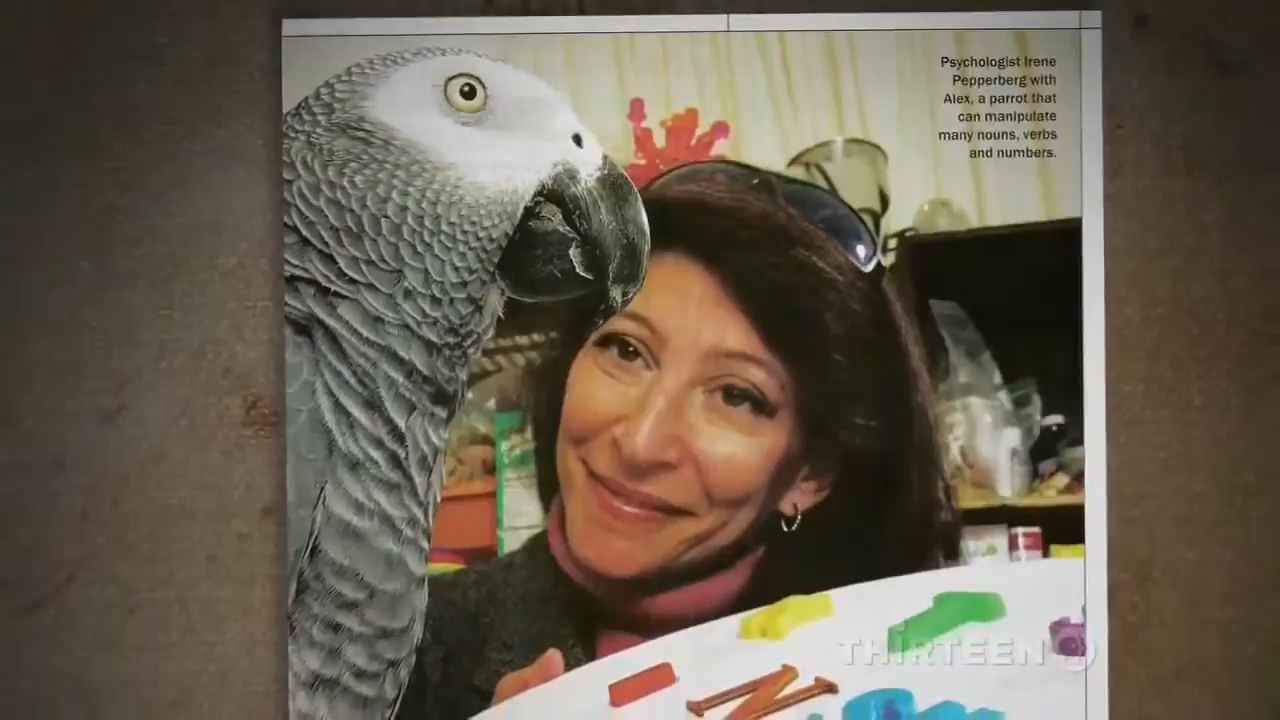 Psychologist Irene
Pepperberg with
Alex, a parrot that
can manipulate
many nouns, verbs
and numbers.
THIRTEEN